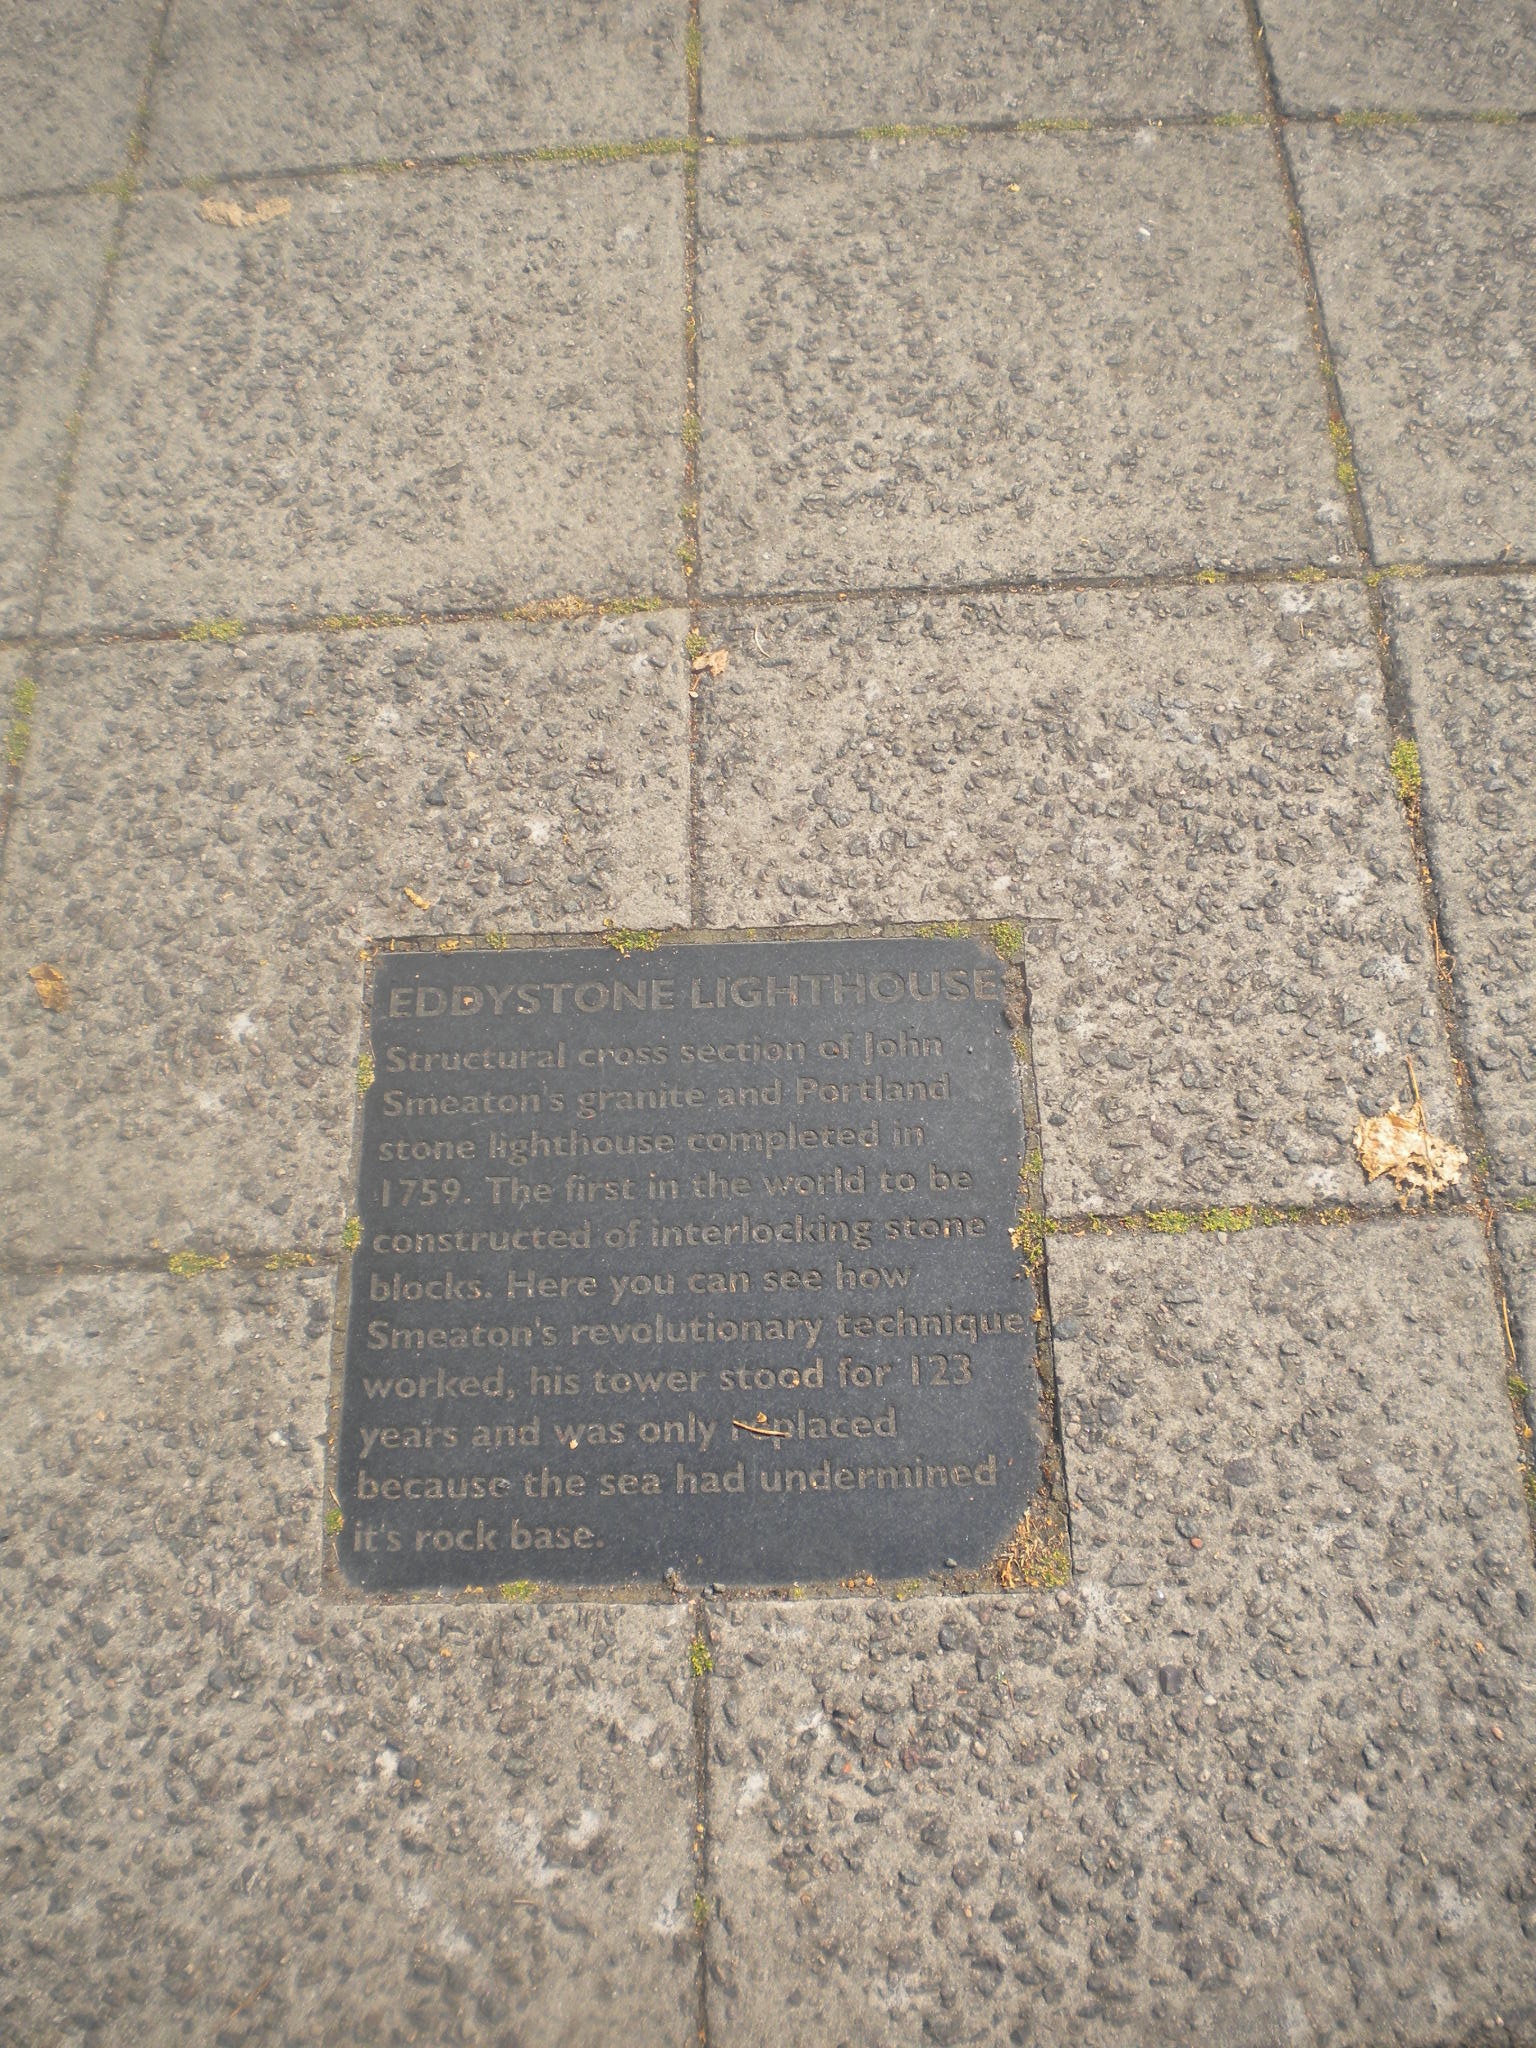 EDDYSTONE LIGHTHOUSE
Structural cross section of John
Smeaton's granite and Portland
stone lighthouse completed in
1759. The first in the world to be
constructed of interlocking stone
blocks. Here you can see how
Smeaton's revolutionary technique
worked, his tower stood for 123
years and was only replaced
because the sea had undermined
it's rock base.